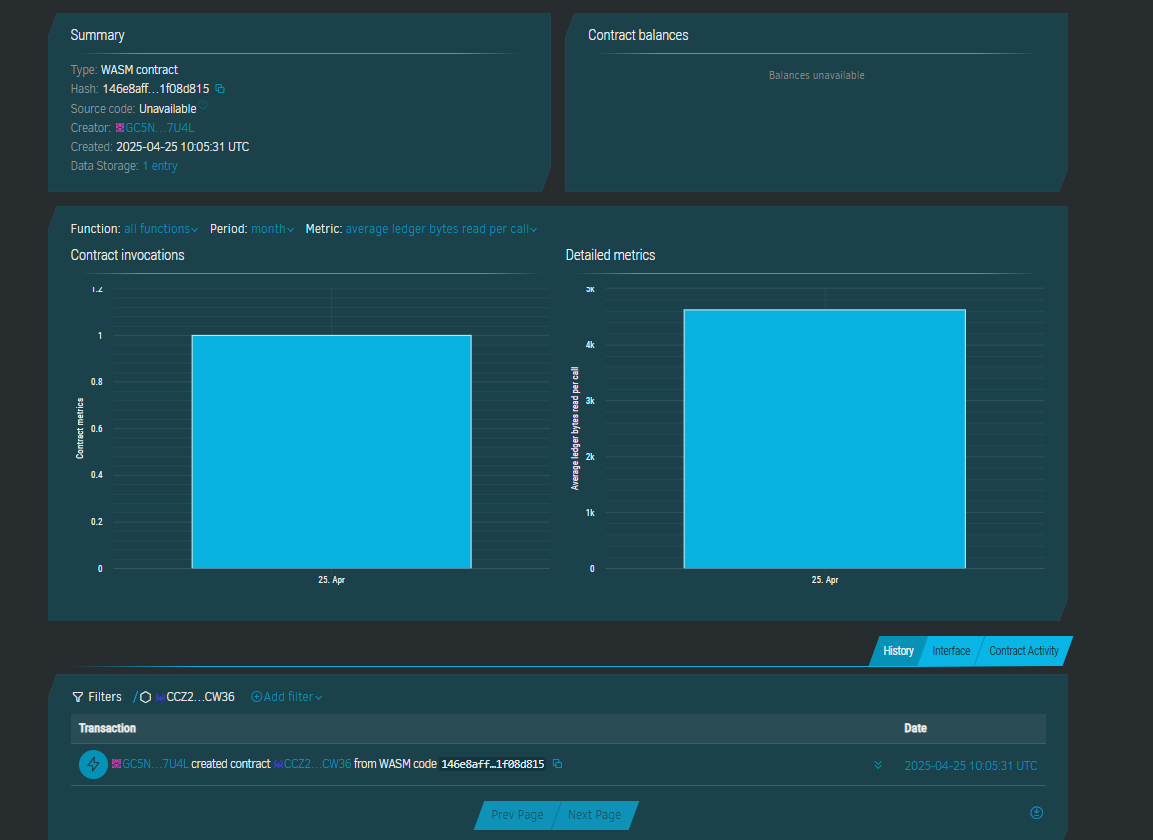 Summary
Type: WASM contract
Hash: 146e8aff…1f08d815
Source code: Unavailable
Creator: GC5N…7U4L
Created: 2025-04-25 10:05:31 UTC
Data Storage: 1 entry
Contract balances
Balances unavailable
Function: all functions Period: month Metric: average ledger bytes read per call
Contract invocations
1.2
1
0.8
0.6
0.4
0.2
0
Contract metrics
25. Apr
Detailed metrics
5k
4k
3k
2k
1k
0
Average ledger bytes read per call
25. Apr
History Interface Contract Activity
Filters / CCZ2…CW36 Add filter
Transaction Date
GC5N…7U4L created contract CCZ2…CW36 from WASM code 146e8aff…1f08d815 2025-04-25 10:05:31 UTC
Prev Page Next Page